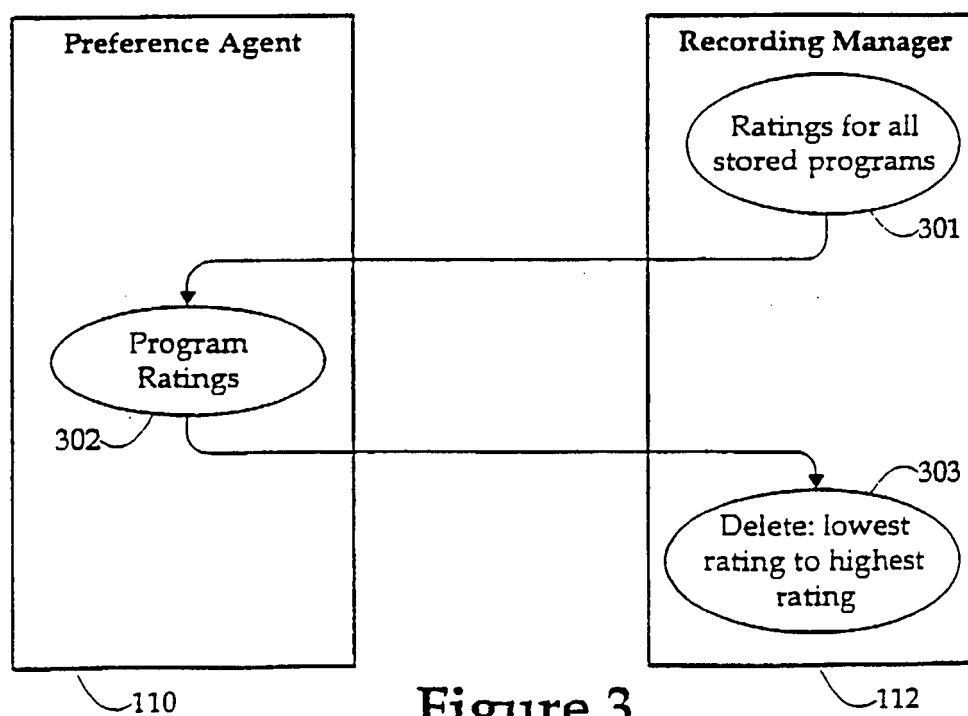 Preference Agent
Recording Manager
Ratings for all
stored programs
301
Program
Ratings
302
303
Delete: lowest
rating to highest
rating
110
112
Figure 3